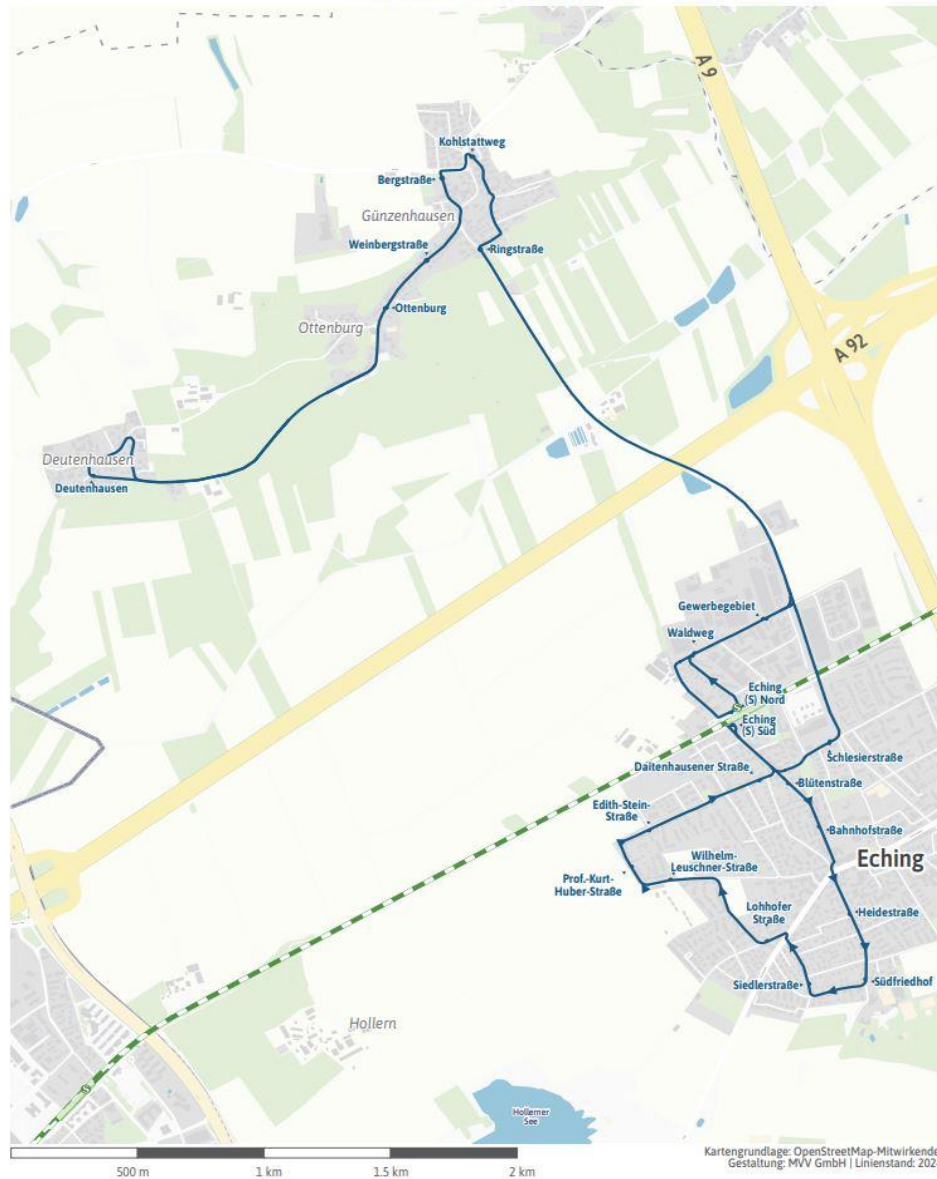 A 9
Kohlstattweg
Bergstraße
Günzenhausen
Weinbergstraße
Ringstraße
Ottenburg
Ottenburg
A 92
Deutenhausen
Deutenhausen
Gewerbegebiet
Waldweg
Eching
(S) Nord
S
Eching
(S) Süd
Schlesierstraße
Daitenhausener Straße
Blütenstraße
Edith-Stein-
Straße
Bahnhofstraße
Eching
Wilhelm-
Leuschner-Straße
Prof.-Kurt-
Huber-Straße
Lohhofer
Straße
Heidestraße
Siedlerstraße
Südfriedhof
Hollern
S
Hollerner
See
500 m
1 km
1.5 km
2 km
Kartengrundlage: OpenStreetMap-Mitwirkende
Gestaltung: MVV GmbH | Linienstand: 202